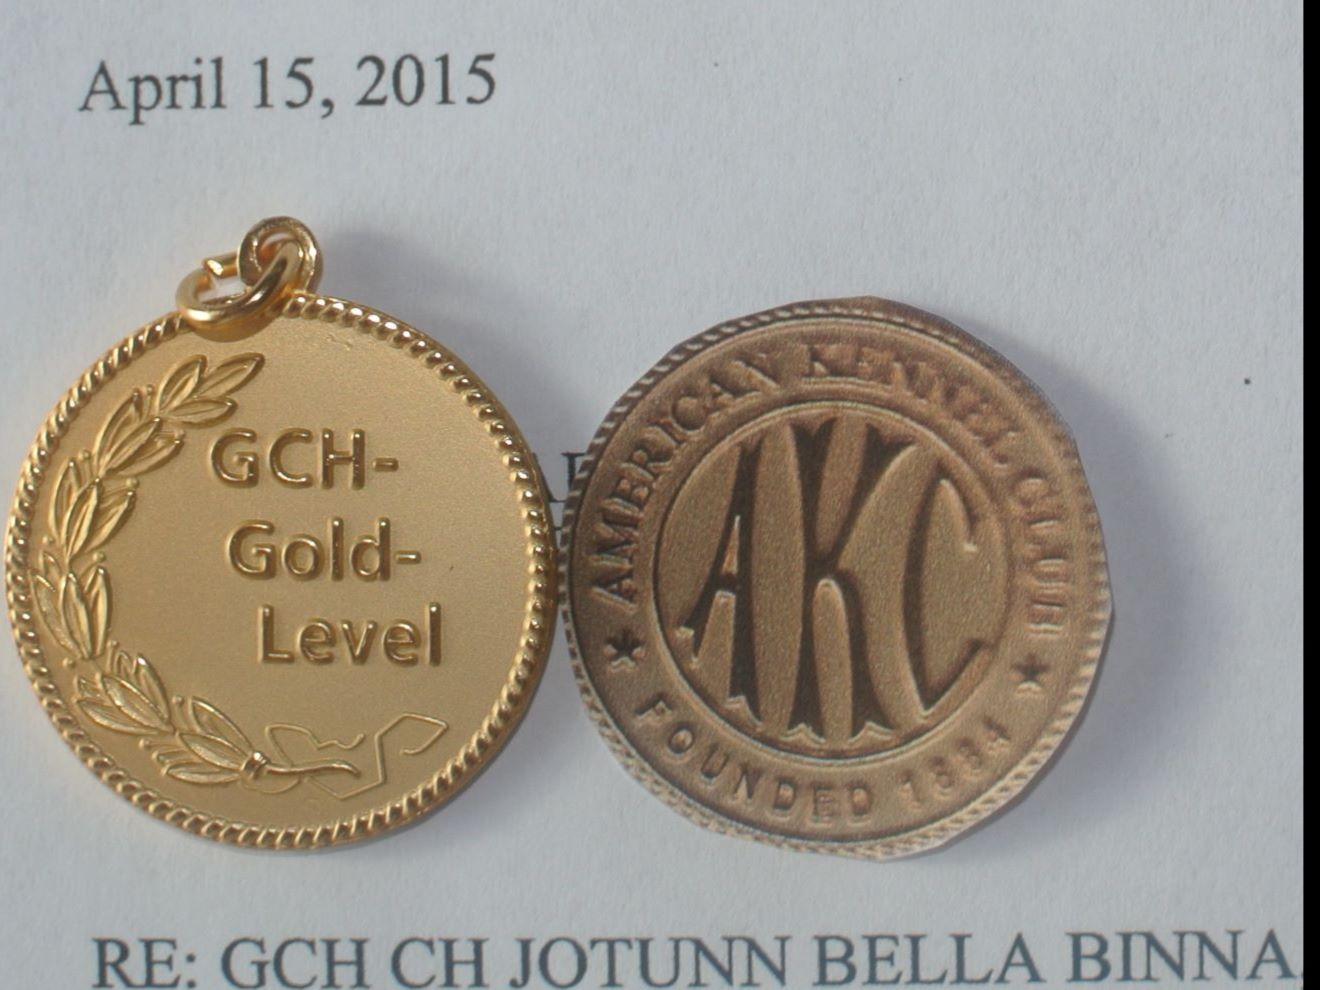 April 15, 2015
GCH-
Gold-
Level
AMERICAN KENNEL CLUB
AKC
★ FOUNDED 1884 ★
RE: GCH CH JOTUNN BELLA BINNA